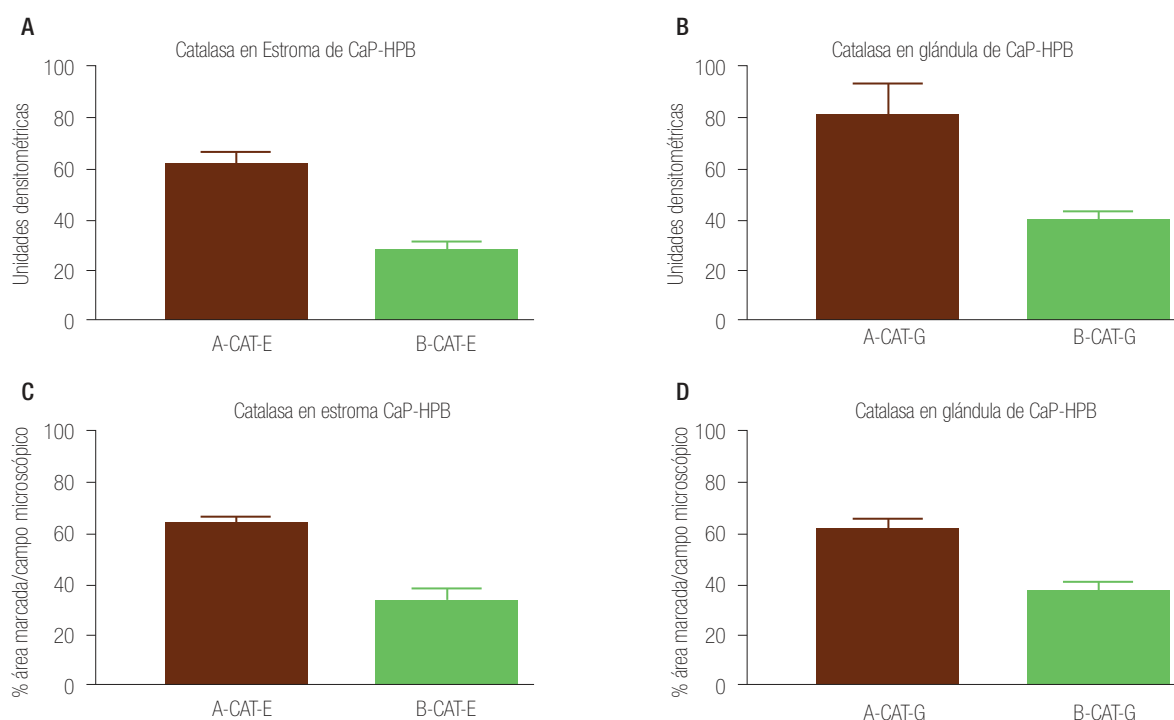 A
Catalasa en Estroma de CaP-HPB
Unidades densitométricas
100
80
60
40
20
0
A-CAT-E
B-CAT-E
B
Catalasa en glándula de CaP-HPB
Unidades densitométricas
100
80
60
40
20
0
A-CAT-G
B-CAT-G
C
Catalasa en estroma CaP-HPB
% área marcada/campo microscópico
100
80
60
40
20
0
A-CAT-E
B-CAT-E
D
Catalasa en glándula de CaP-HPB
% área marcada/campo microscópico
100
80
60
40
20
0
A-CAT-G
B-CAT-G